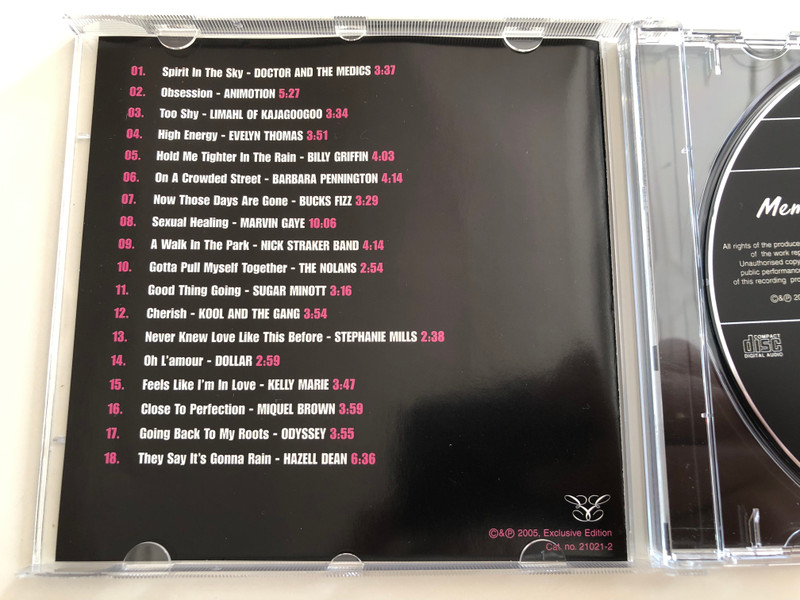 01. Spirit In The Sky - DOCTOR AND THE MEDICS 3:37
02. Obsession - ANIMOTION 5:27
03. Too Shy - LIMAHL OF KAJAGOOGOO 3:34
04. High Energy - EVELYN THOMAS 3:51
05. Hold Me Tighter In The Rain - BILLY GRIFFIN 4:03
06. On A Crowded Street - BARBARA PENNINGTON 4:14
07. Now Those Days Are Gone - BUCKS FIZZ 3:29
08. Sexual Healing - MARVIN GAYE 10:06
09. A Walk In The Park - NICK STRAKER BAND 4:14
10. Gotta Pull Myself Together - THE NOLANS 2:54
11. Good Thing Going - SUGAR MINOTT 3:16
12. Cherish - KOOL AND THE GANG 3:54
13. Never Knew Love Like This Before - STEPHANIE MILLS 2:38
14. Oh L'amour - DOLLAR 2:59
15. Feels Like I'm In Love - KELLY MARIE 3:47
16. Close To Perfection - MIQUEL BROWN 3:59
17. Going Back To My Roots - ODYSSEY 3:55
18. They Say It's Gonna Rain - HAZELL DEAN 6:36
©&℗ 2005. Exclusive Edition
Cat. no. 21021-2
Mem
All rights of the produce
of the work reg
Unauthorised copy
public performanc
of this recording pro
©&℗ 20
COMPACT
disc
DIGITAL AUDIO